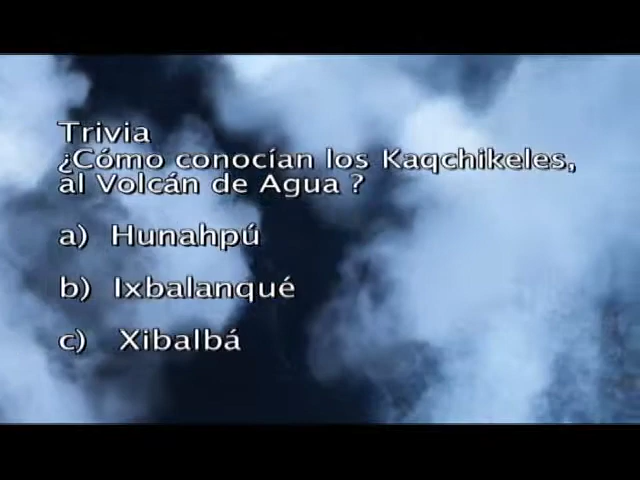 Trivia
¿Cómo conocían los Kaqchikeles,
al Volcán de Agua ?
a) Hunahpú
b) Ixbalanqué
c) Xibalbá